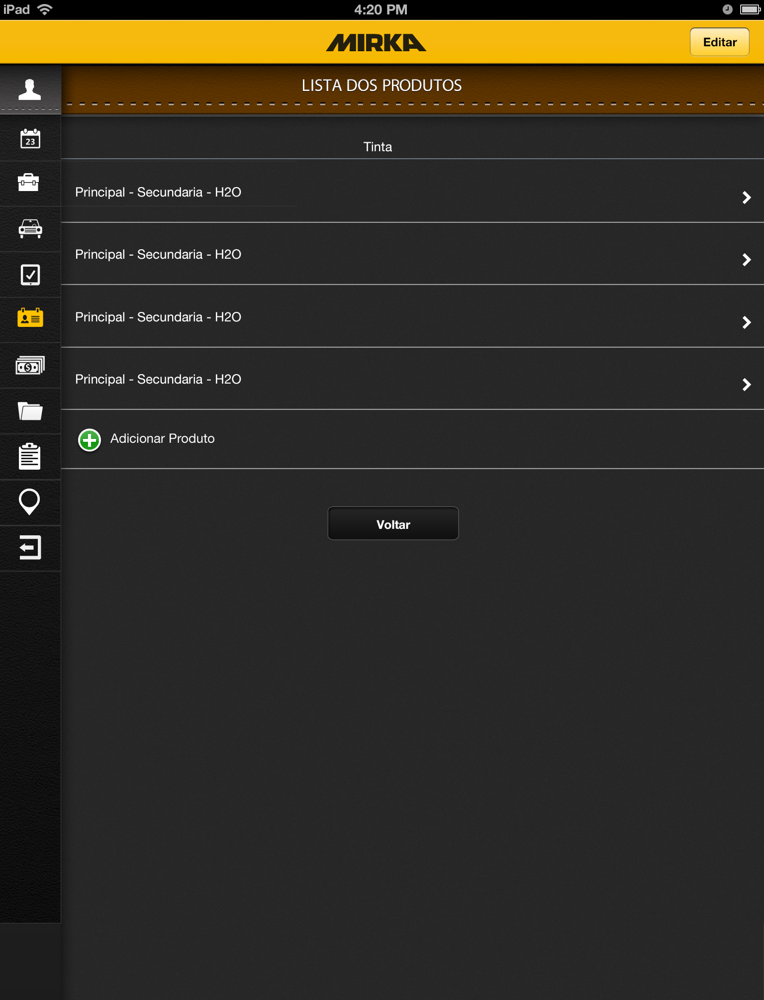 iPad 4:20 PM
MIRKA
Editar
LISTA DOS PRODUTOS
23
Tinta
Principal - Secundaria - H2O
Principal - Secundaria - H2O
Principal - Secundaria - H2O
Principal - Secundaria - H2O
Adicionar Produto
Voltar